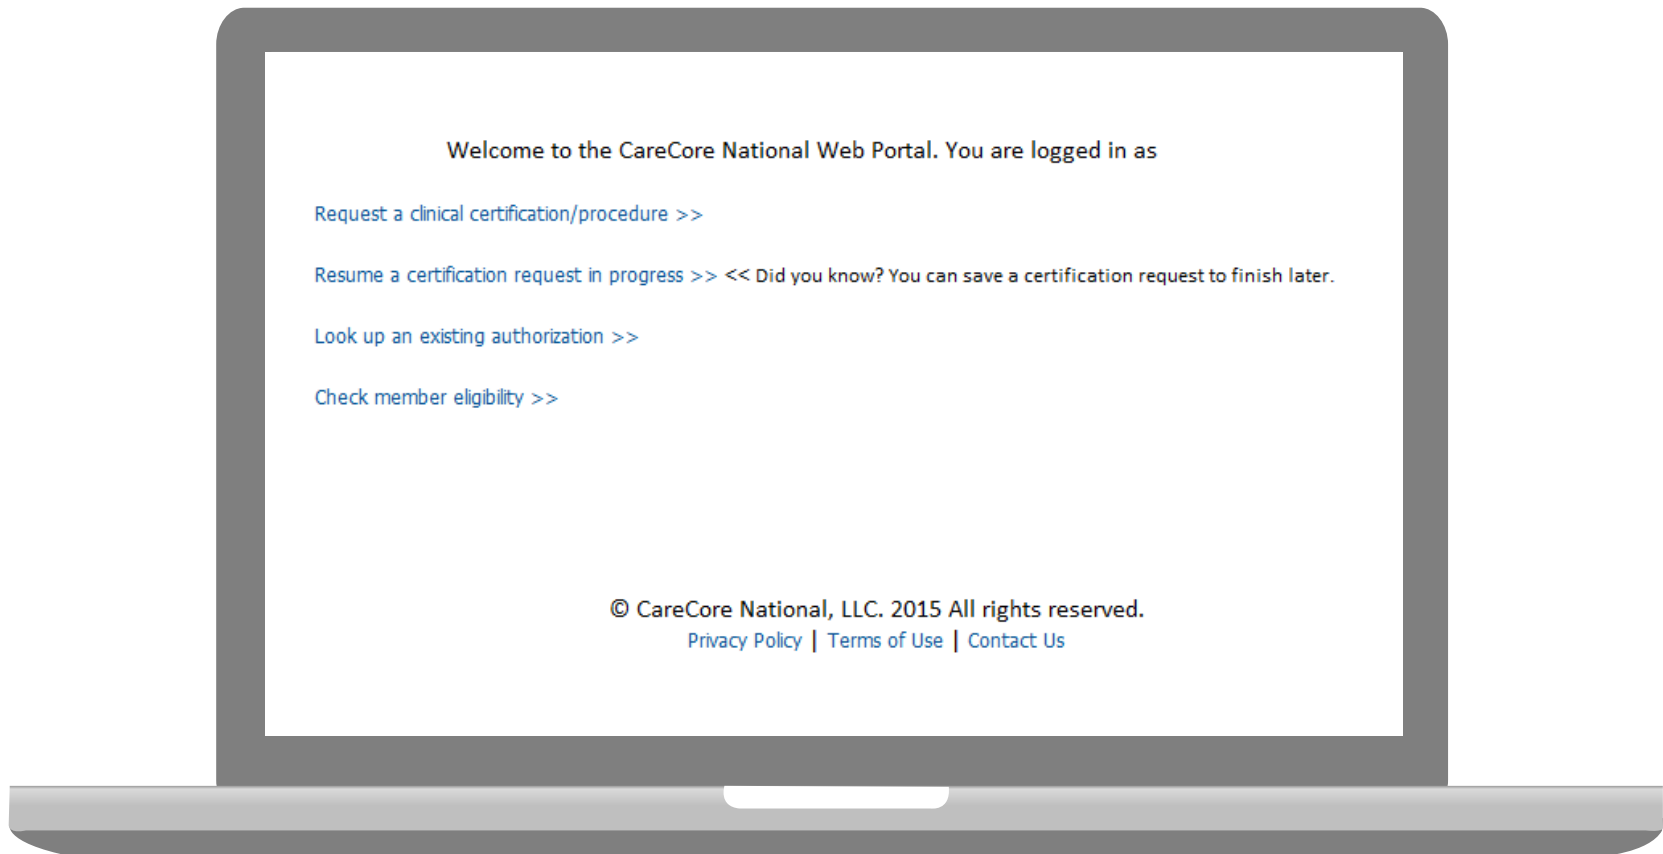 Welcome to the CareCore National Web Portal. You are logged in as
Request a clinical certification/procedure >>
Resume a certification request in progress >> << Did you know? You can save a certification request to finish later.
Look up an existing authorization >>
Check member eligibility >>
© CareCore National, LLC. 2015 All rights reserved.
Privacy Policy | Terms of Use | Contact Us